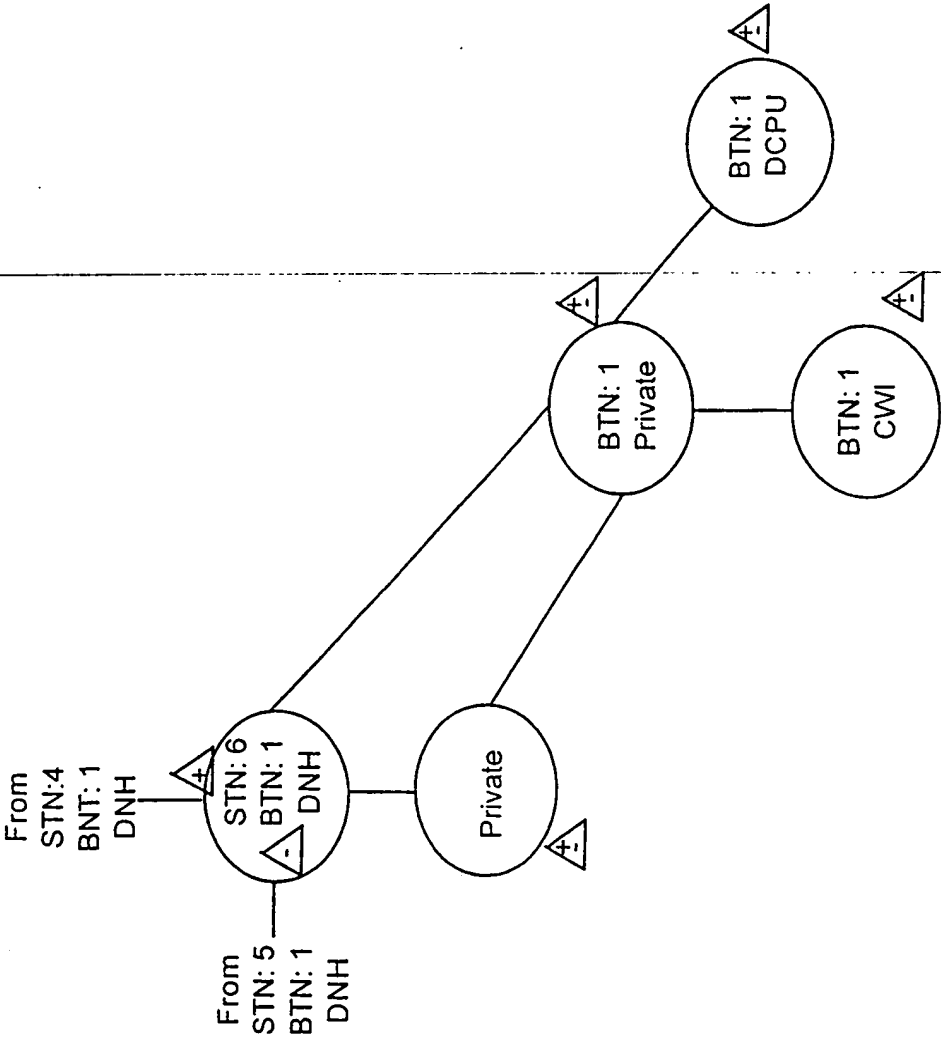 From
STN:4
BNT: 1
DNH
+
From
STN: 5
BTN: 1
DNH
-
STN: 6
BTN: 1
DNH
Private
+-
+-
BTN: 1
Private
+-
BTN: 1
DCPU
+-
BTN: 1
CWI